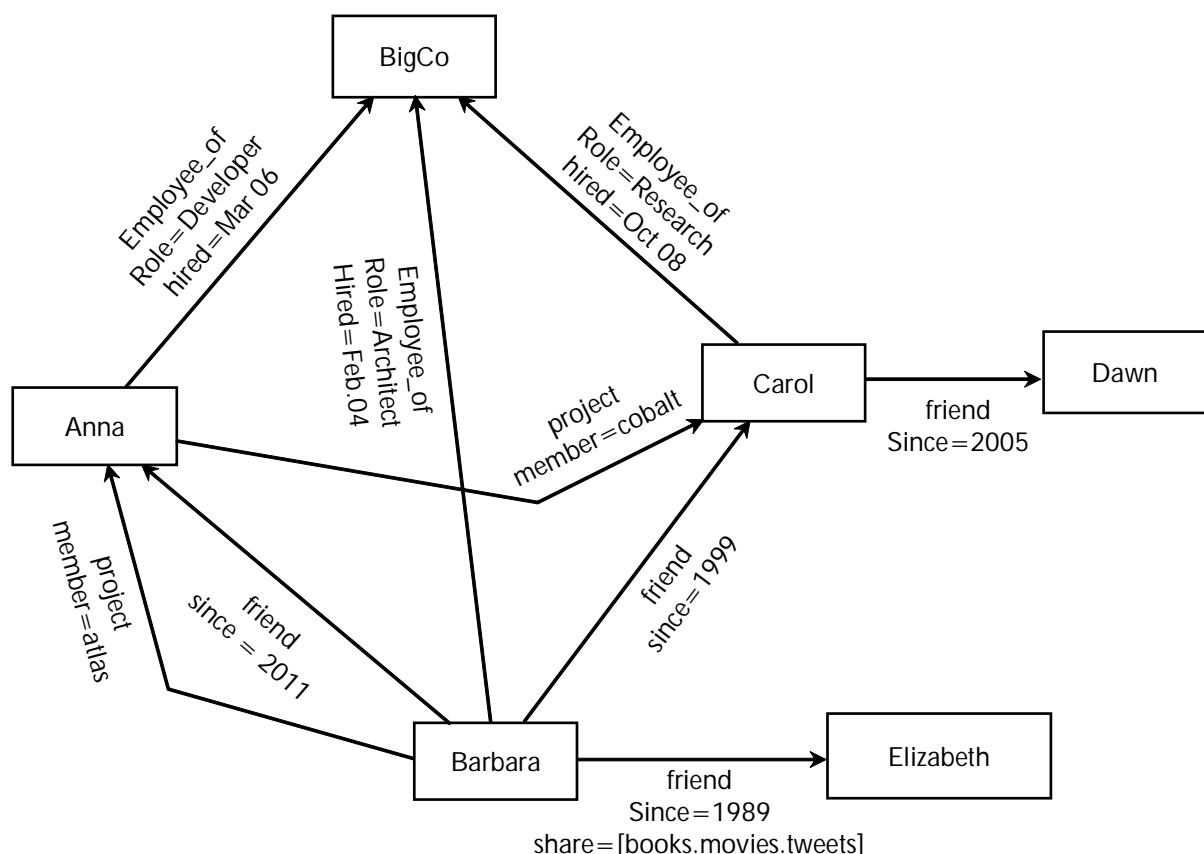 BigCo
Employee_of
Role=Developer
hired=Mar 06
Employee_of
Role=Architect
Hired=Feb.04
Employee_of
Role=Research
hired=Oct 08
Anna
Carol
Dawn
project
member=cobalt
friend
Since=2005
project
member=atlas
friend
since = 2011
friend
since=1999
Barbara
Elizabeth
friend
Since=1989
share=[books.movies.tweets]